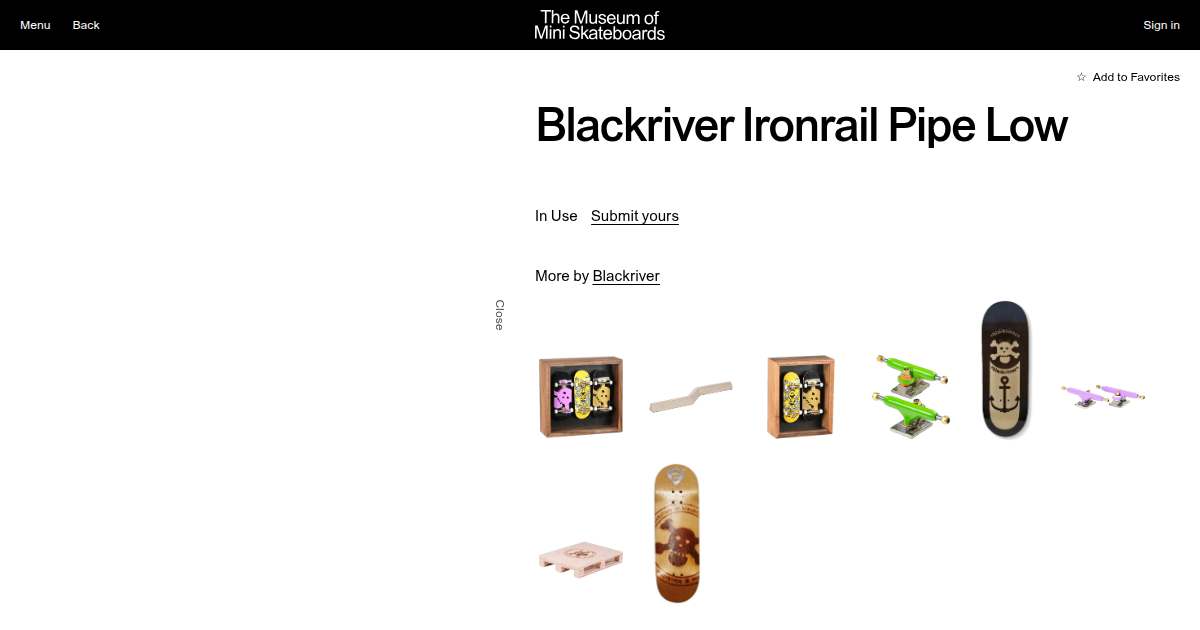 Menu
Back
The Museum of
Mini Skateboards
Sign in
☆ Add to Favorites
Blackriver Ironrail Pipe Low
In Use Submit yours
More by Blackriver
Close